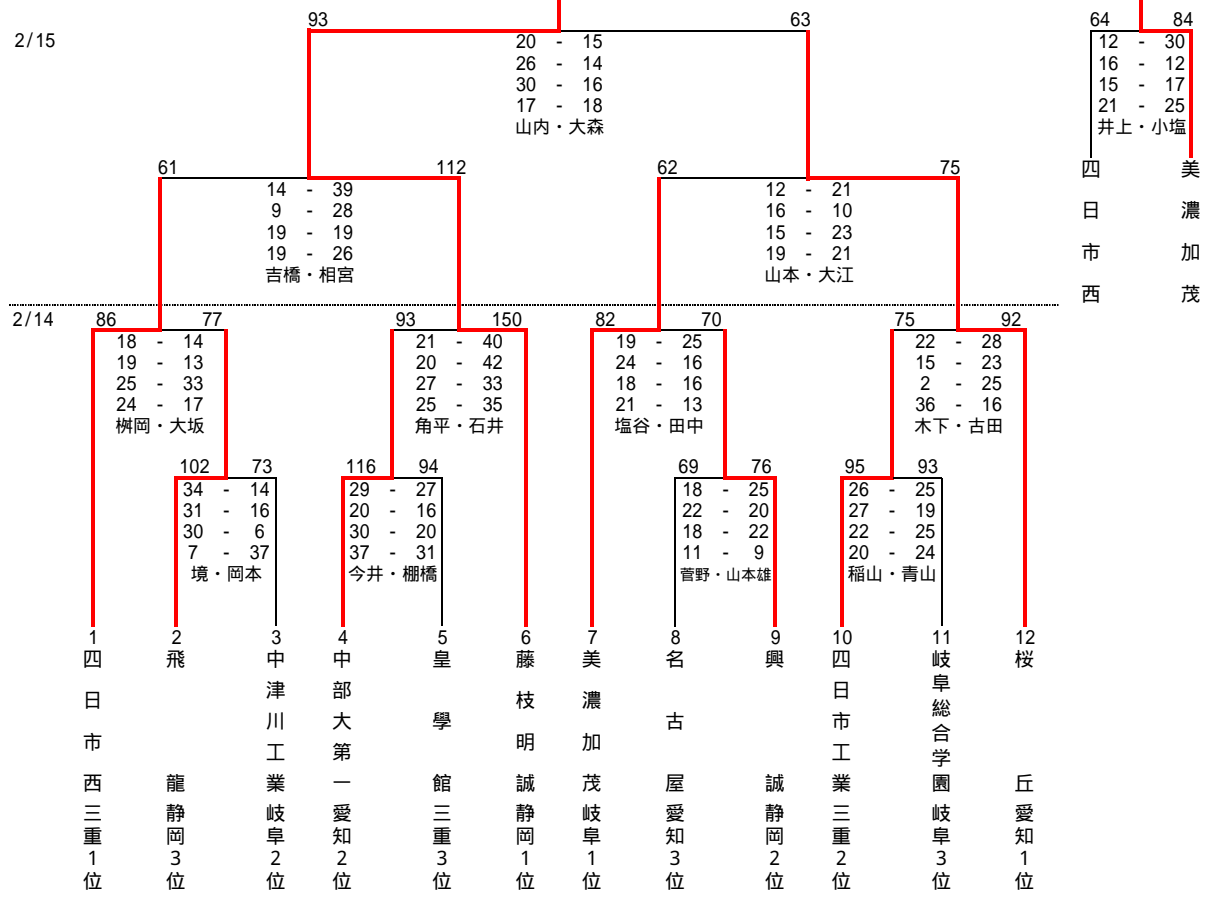 93 63
2/15
20 - 15
26 - 14
30 - 16
17 - 18
山内・大森
64 84
12 - 30
16 - 12
15 - 17
21 - 25
井上・小塩
四日市西
美濃加茂
61 112
14 - 39
9 - 28
19 - 19
19 - 26
吉橋・相宮
62 75
12 - 21
16 - 10
15 - 23
19 - 21
山本・大江
2/14
86 77
18 - 14
19 - 13
25 - 33
24 - 17
桝岡・大坂
93 150
21 - 40
20 - 42
27 - 33
25 - 35
角平・石井
82 70
19 - 25
24 - 16
18 - 16
21 - 13
塩谷・田中
75 92
22 - 28
15 - 23
2 - 25
36 - 16
木下・古田
102 73
34 - 14
31 - 16
30 - 6
7 - 37
境・岡本
116 94
29 - 27
20 - 16
30 - 20
37 - 31
今井・棚橋
69 76
18 - 25
22 - 20
18 - 22
11 - 9
菅野・山本雄
95 93
26 - 25
27 - 19
22 - 25
20 - 24
稲山・青山
1
四日市西三重1位
2
飛龍静岡3位
3
中津川工業岐阜2位
4
中部大第一愛知2位
5
皇學館三重3位
6
藤枝明誠静岡1位
7
美濃加茂岐阜1位
8
名古屋愛知3位
9
興誠静岡2位
10
四日市工業三重2位
11
岐阜総合学園岐阜3位
12
桜丘愛知1位